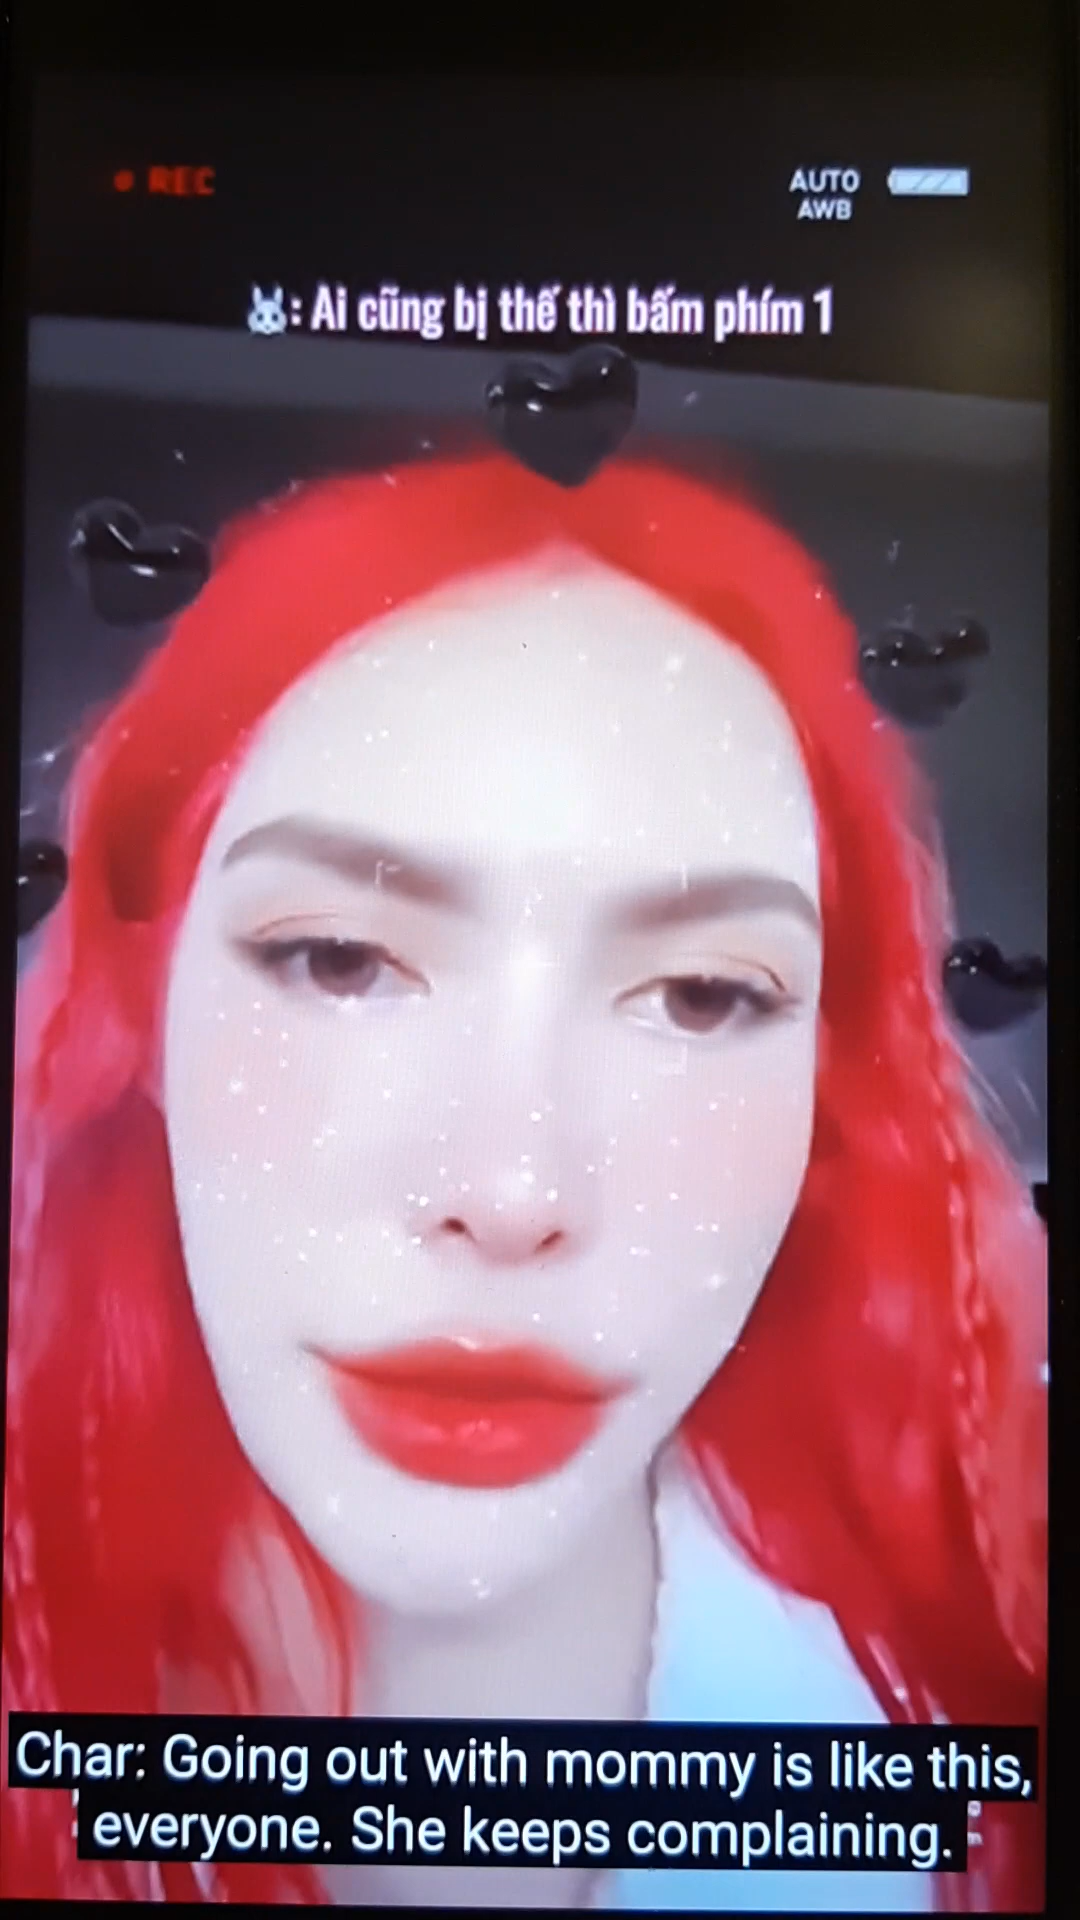 REC
AUTO
AWB
: Ai cũng bị thế thì bấm phím 1
Char: Going out with mommy is like this,
everyone. She keeps complaining.